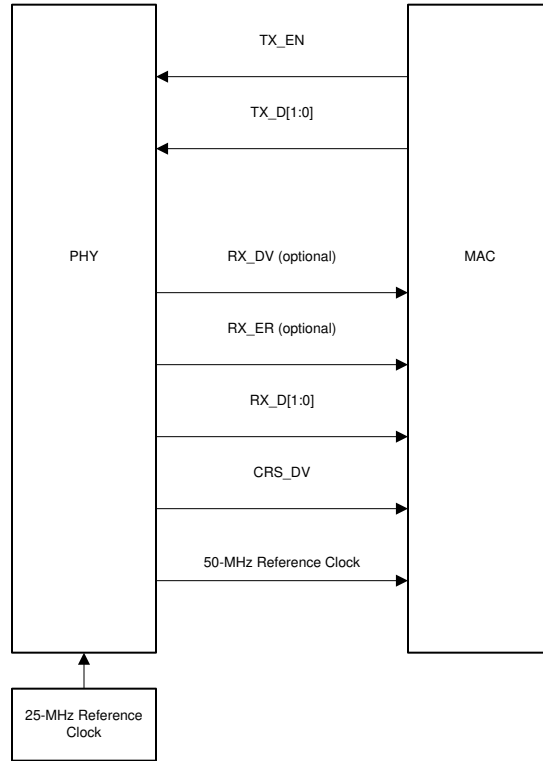 TX_EN
TX_D[1:0]
PHY
RX_DV (optional)
MAC
RX_ER (optional)
RX_D[1:0]
CRS_DV
50-MHz Reference Clock
25-MHz Reference
Clock